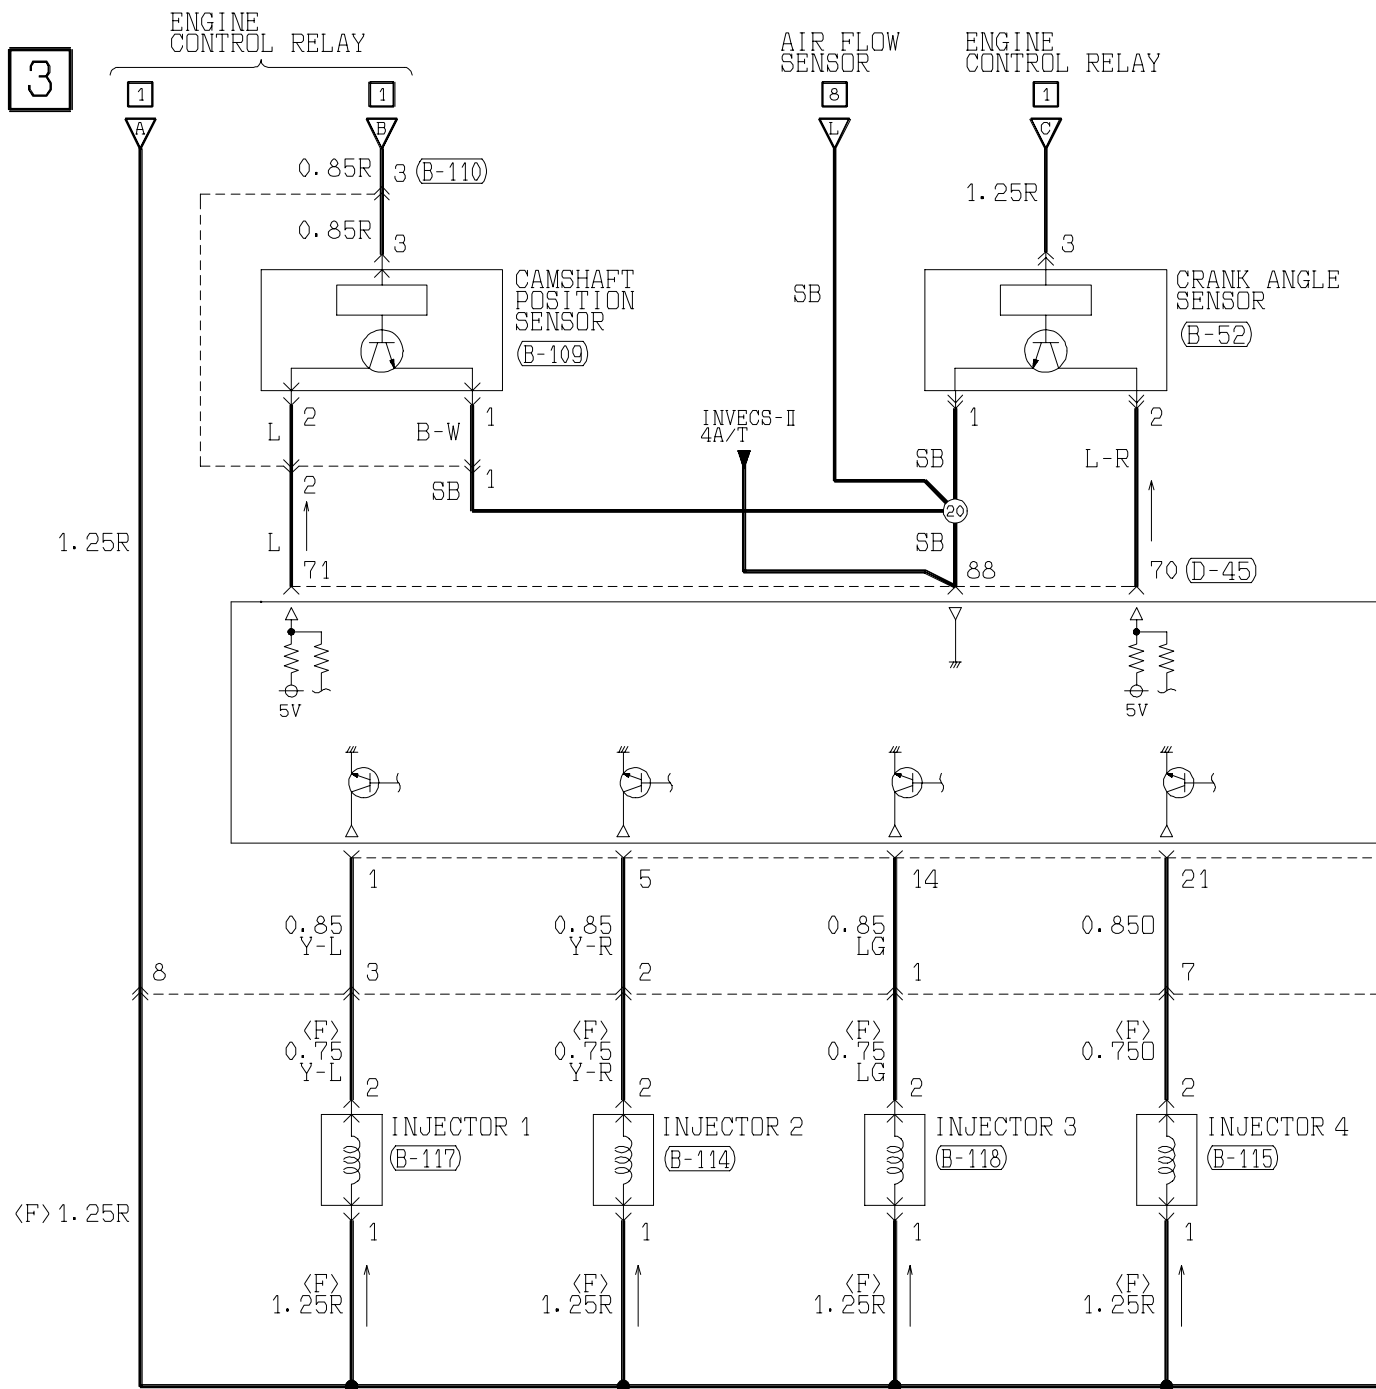 3
ENGINE
CONTROL RELAY
AIR FLOW
SENSOR
ENGINE
CONTROL RELAY
1
1
8
1
A
B
L
C
0.85R
3
B-110
1.25R
0.85R
3
3
CAMSHAFT
POSITION
SENSOR
B-109
SB
CRANK ANGLE
SENSOR
B-52
INVECS-II
4A/T
2
1
1
2
L
B-W
SB
L-R
2
1
SB
20
1.25R
L
SB
71
88
70
D-45
5V
5V
1
5
14
21
0.85
Y-L
0.85
Y-R
0.85
LG
0.85O
8
3
2
1
7
<F>
0.75
Y-L
<F>
0.75
Y-R
<F>
0.75
LG
<F>
0.75O
2
2
2
2
INJECTOR 1
B-117
INJECTOR 2
B-114
INJECTOR 3
B-118
INJECTOR 4
B-115
<F>1.25R
1
1
1
1
<F>
1.25R
<F>
1.25R
<F>
1.25R
<F>
1.25R